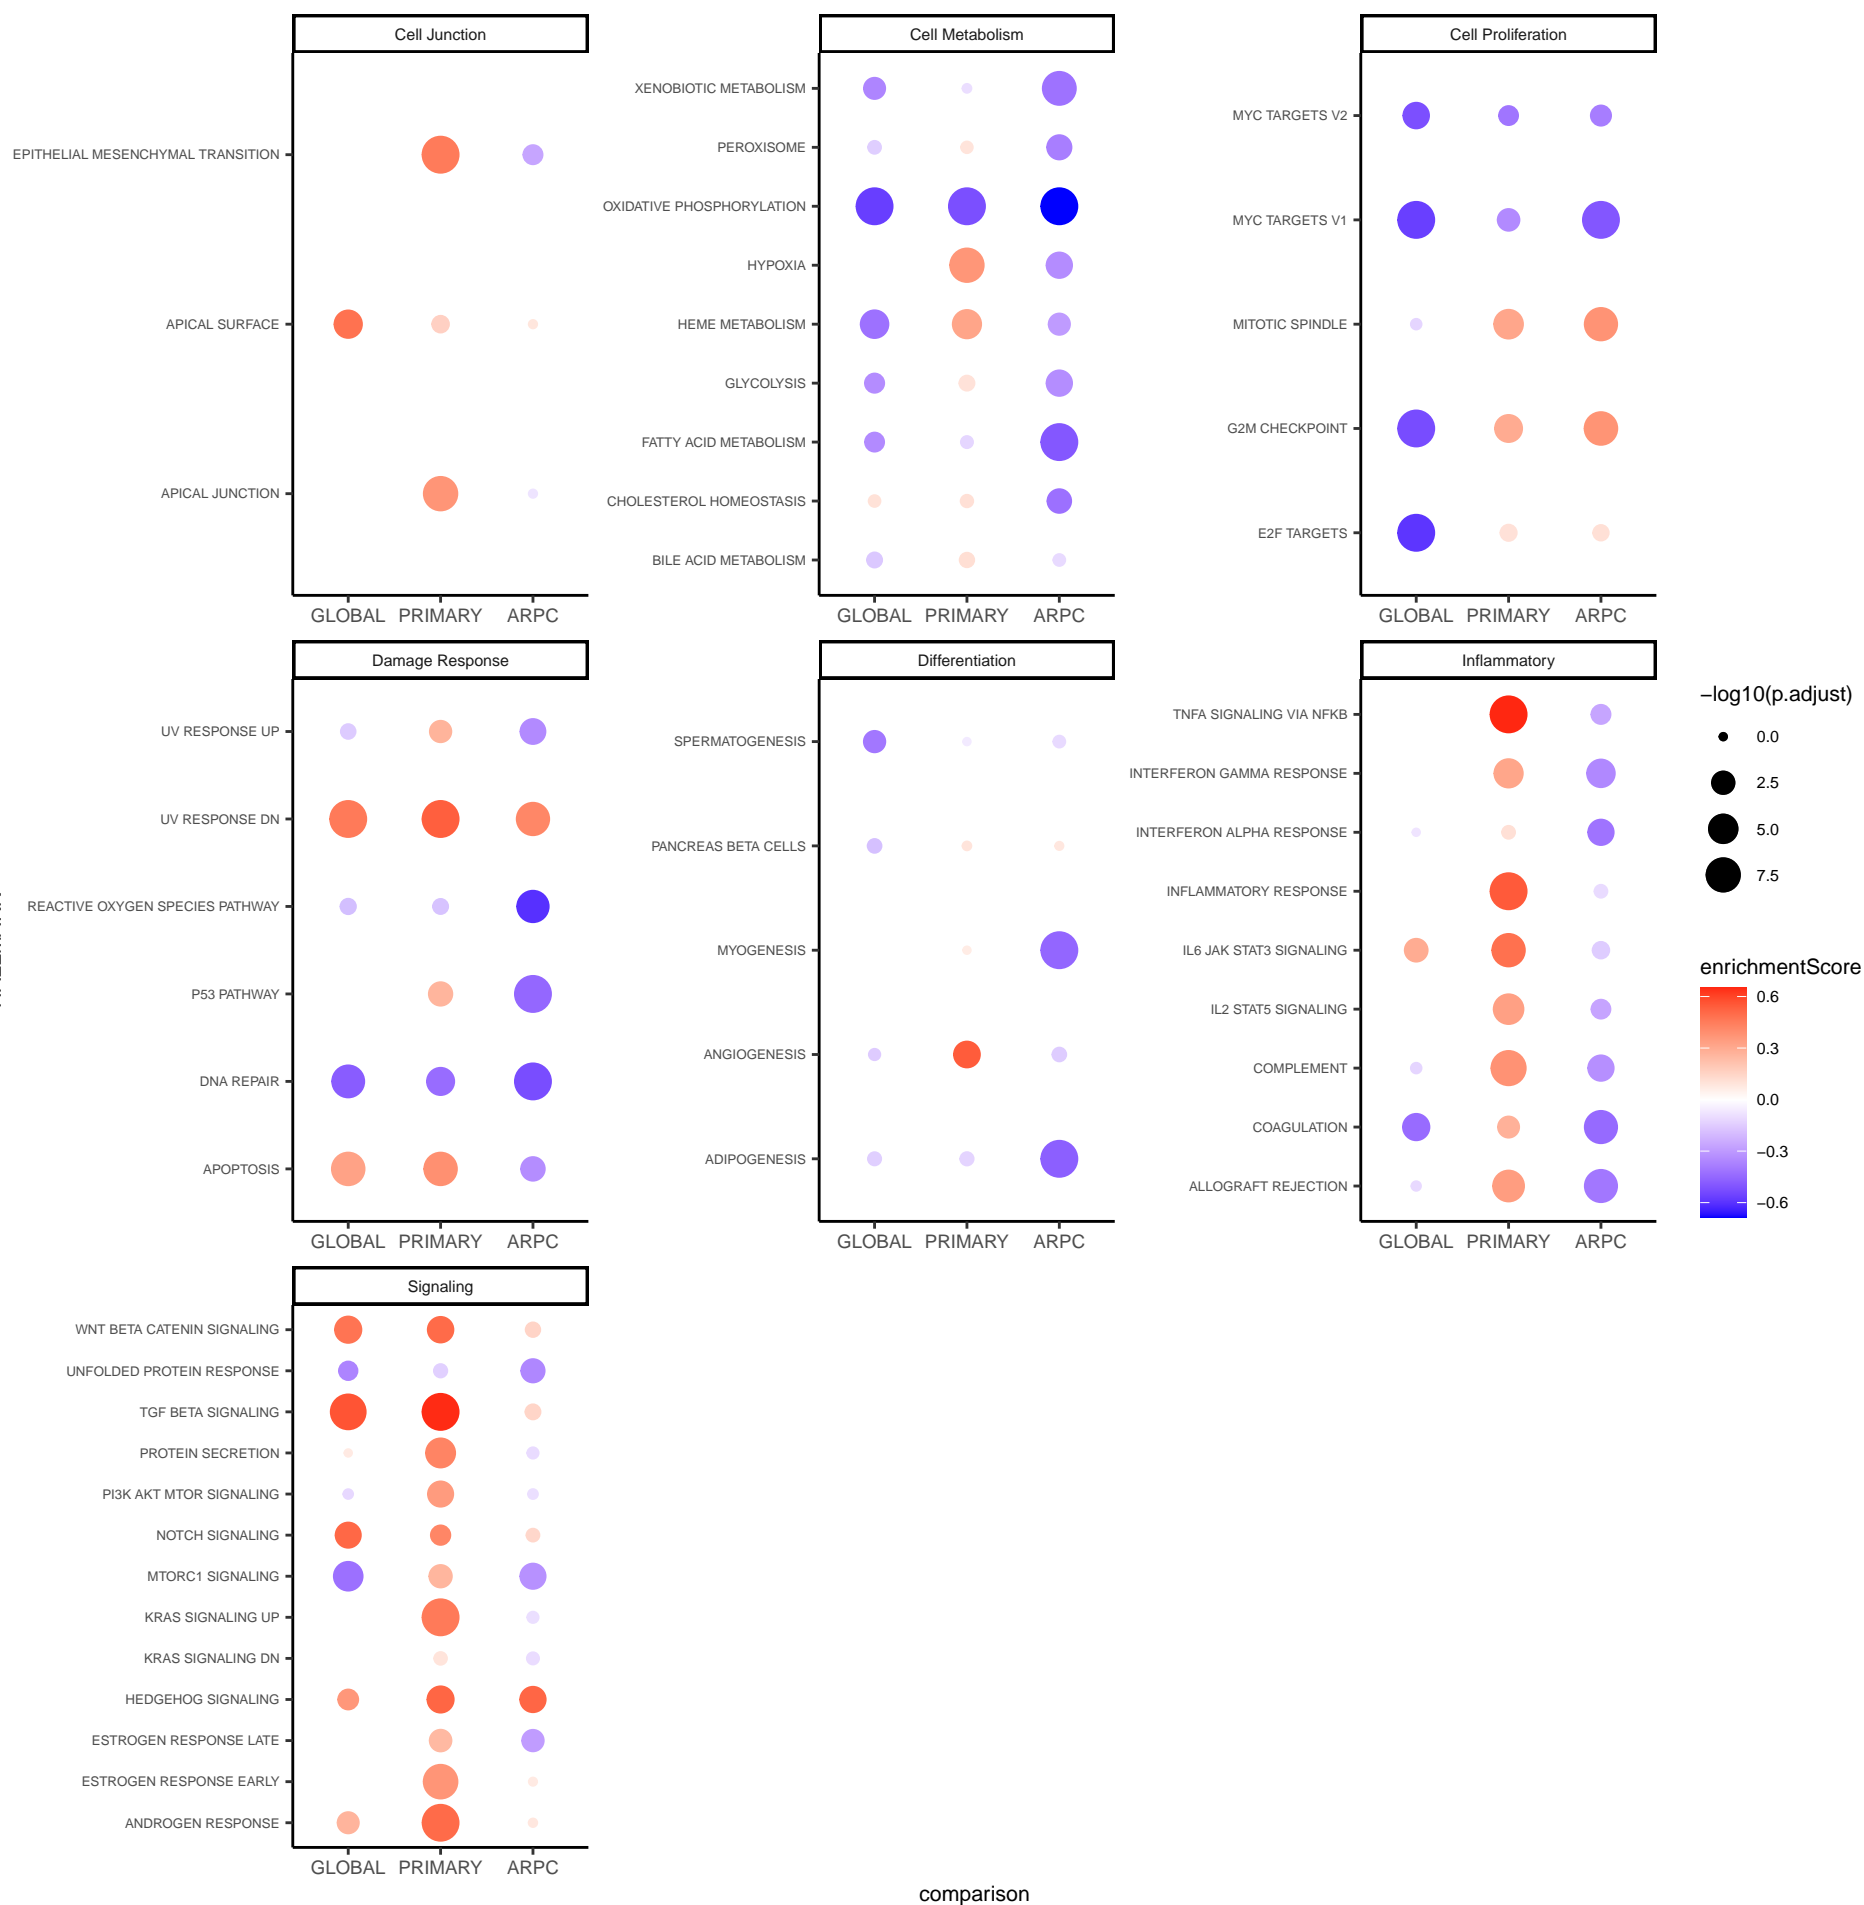 Cell Junction
EPITHELIAL MESENCHYMAL TRANSITION
APICAL SURFACE
APICAL JUNCTION
GLOBAL PRIMARY ARPC
Cell Metabolism
XENOBIOTIC METABOLISM
PEROXISOME
OXIDATIVE PHOSPHORYLATION
HYPOXIA
HEME METABOLISM
GLYCOLYSIS
FATTY ACID METABOLISM
CHOLESTEROL HOMEOSTASIS
BILE ACID METABOLISM
GLOBAL PRIMARY ARPC
Cell Proliferation
MYC TARGETS V2
MYC TARGETS V1
MITOTIC SPINDLE
G2M CHECKPOINT
E2F TARGETS
GLOBAL PRIMARY ARPC
Damage Response
UV RESPONSE UP
UV RESPONSE DN
REACTIVE OXYGEN SPECIES PATHWAY
P53 PATHWAY
DNA REPAIR
APOPTOSIS
GLOBAL PRIMARY ARPC
Differentiation
SPERMATOGENESIS
PANCREAS BETA CELLS
MYOGENESIS
ANGIOGENESIS
ADIPOGENESIS
GLOBAL PRIMARY ARPC
Inflammatory
TNFA SIGNALING VIA NFKB
INTERFERON GAMMA RESPONSE
INTERFERON ALPHA RESPONSE
INFLAMMATORY RESPONSE
IL6 JAK STAT3 SIGNALING
IL2 STAT5 SIGNALING
COMPLEMENT
COAGULATION
ALLOGRAFT REJECTION
GLOBAL PRIMARY ARPC
−log10(p.adjust)
0.0
2.5
5.0
7.5
enrichmentScore
0.6
0.3
0.0
−0.3
−0.6
Signaling
WNT BETA CATENIN SIGNALING
UNFOLDED PROTEIN RESPONSE
TGF BETA SIGNALING
PROTEIN SECRETION
PI3K AKT MTOR SIGNALING
NOTCH SIGNALING
MTORC1 SIGNALING
KRAS SIGNALING UP
KRAS SIGNALING DN
HEDGEHOG SIGNALING
ESTROGEN RESPONSE LATE
ESTROGEN RESPONSE EARLY
ANDROGEN RESPONSE
GLOBAL PRIMARY ARPC
comparison